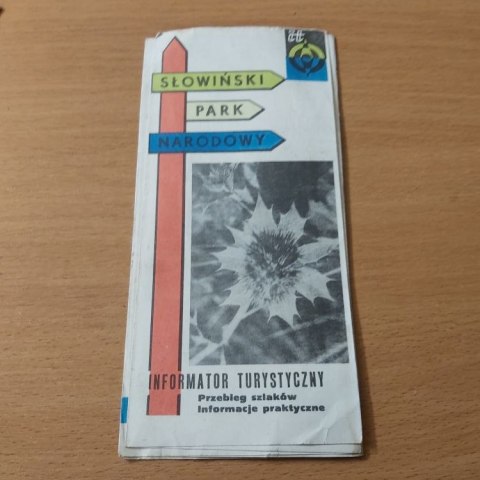 SŁOWIŃSKI
PARK
NARODOWY
INFORMATOR TURYSTYCZNY
Przebieg szlaków
Informacje praktyczne